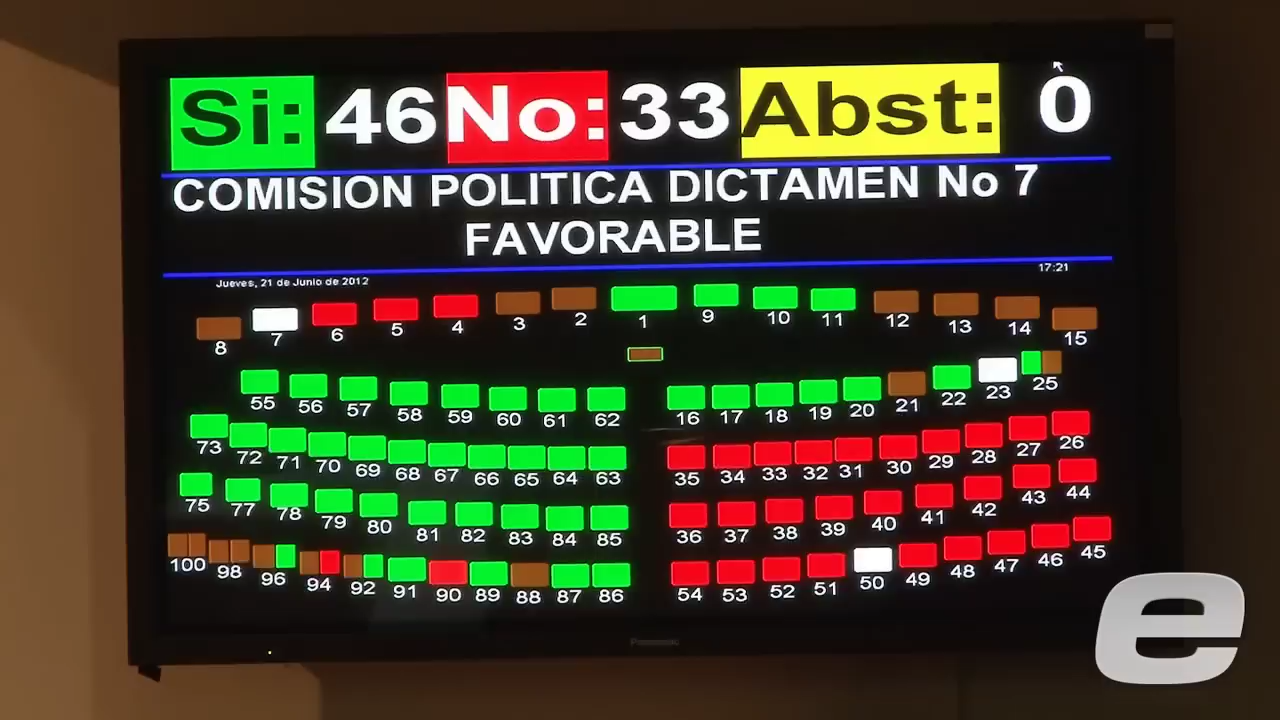 Si: 46 No: 33 Abst: 0
COMISION POLITICA DICTAMEN No 7
FAVORABLE
Jueves, 21 de Junio de 2012 17:21
8 7 6 5 4 3 2 1 9 10 11 12 13 14 15
55 56 57 58 59 60 61 62 16 17 18 19 20 21 22 23 25
73 72 71 70 69 68 67 66 65 64 63 35 34 33 32 31 30 29 28 27 26
75 77 78 79 80 81 82 83 84 85 36 37 38 39 40 41 42 43 44
100 98 96 94 92 91 90 89 88 87 86 54 53 52 51 50 49 48 47 46 45
Panasonic
e